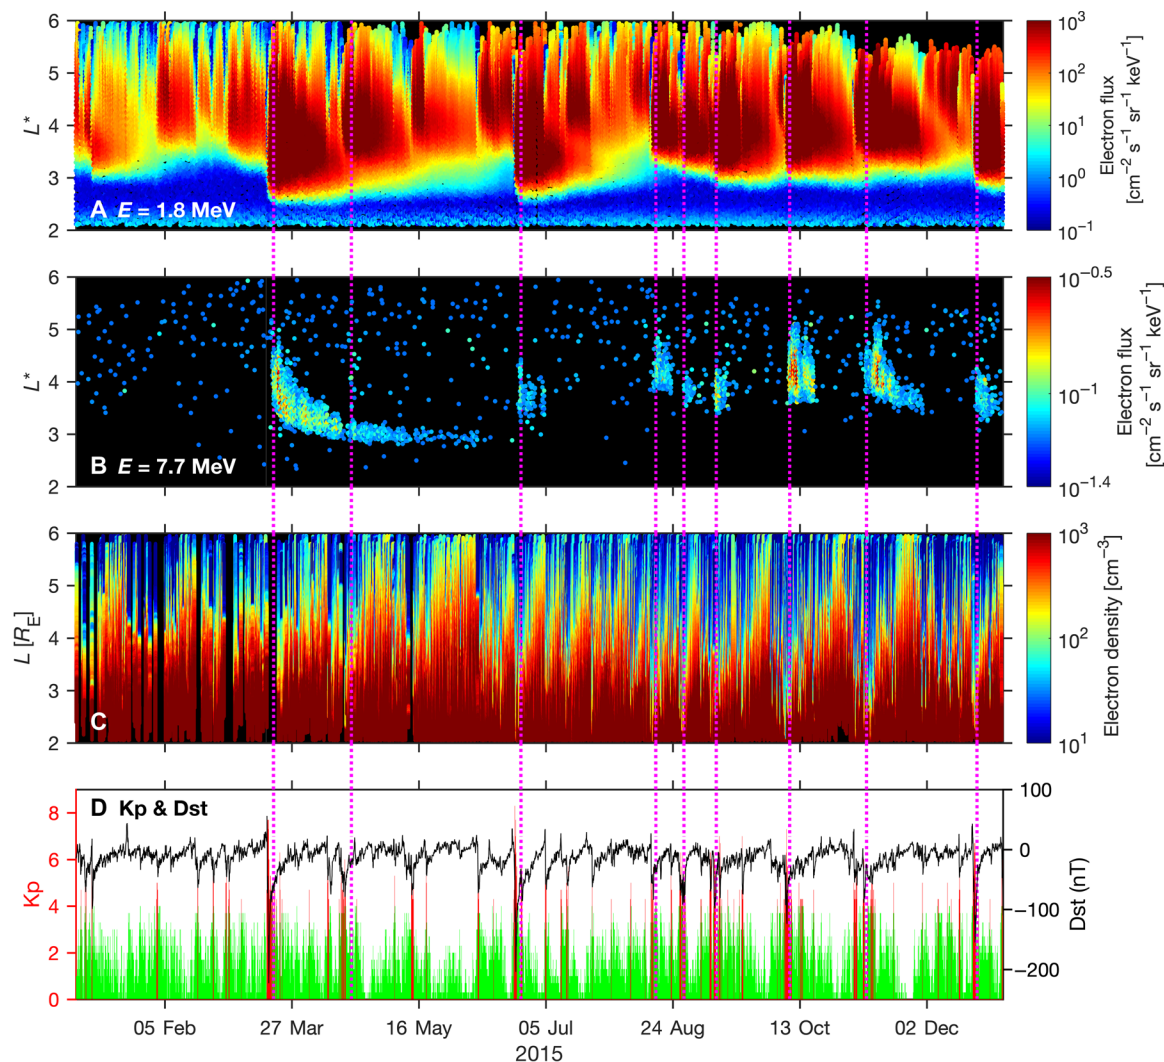 6
5
4
3
2
L*
A E = 1.8 MeV
10³
10²
10¹
10⁰
10⁻¹
Electron flux
[cm⁻² s⁻¹ sr⁻¹ keV⁻¹]
6
5
4
3
2
L*
B E = 7.7 MeV
10⁻⁰·⁵
10⁻¹
10⁻¹·⁴
Electron flux
[cm⁻² s⁻¹ sr⁻¹ keV⁻¹]
6
5
4
3
2
L [R_E]
C
10³
10²
10¹
Electron density [cm⁻³]
D Kp & Dst
8
6
4
2
0
Kp
100
0
−100
−200
Dst (nT)
05 Feb 27 Mar 16 May 05 Jul 24 Aug 13 Oct 02 Dec
2015